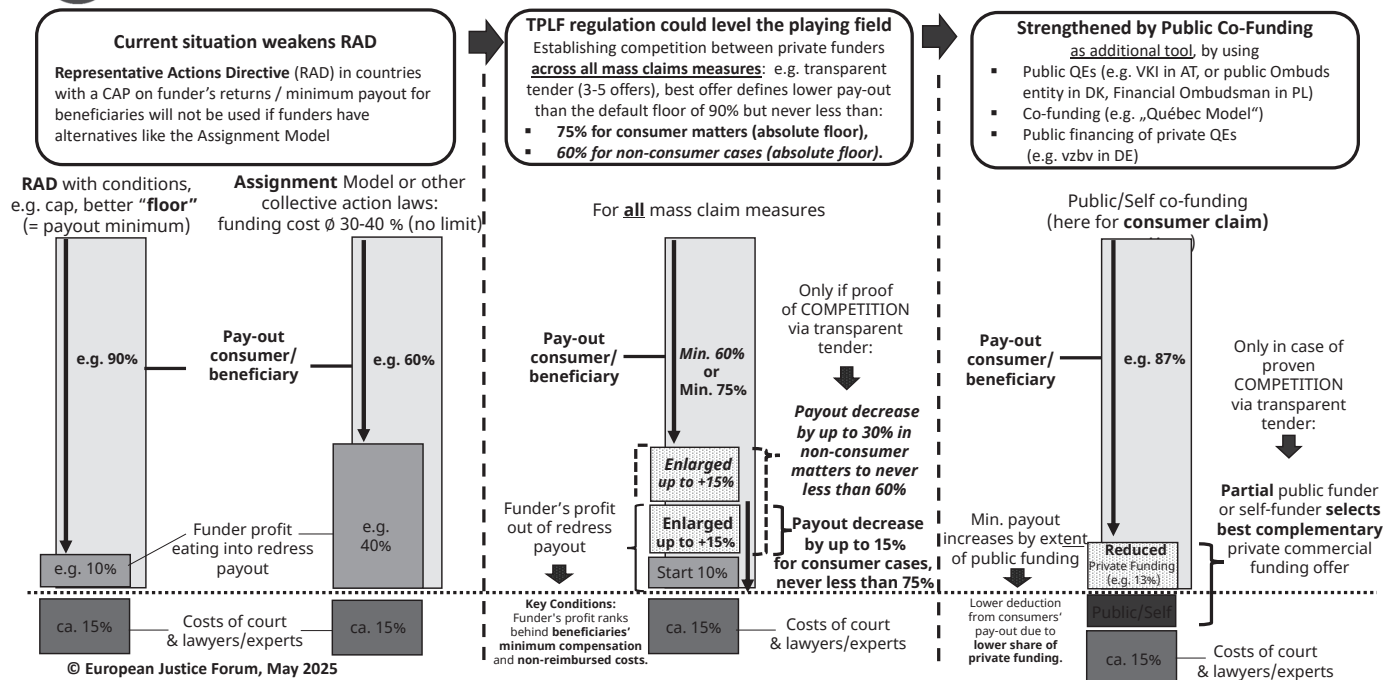 Current situation weakens RAD
Representative Actions Directive (RAD) in countries
with a CAP on funder's returns / minimum payout for
beneficiaries will not be used if funders have
alternatives like the Assignment Model
TPLF regulation could level the playing field
Establishing competition between private funders
across all mass claims measures:  e.g. transparent
tender (3-5 offers), best offer defines lower pay-out
than the default floor of 90% but never less than:
▪ 75% for consumer matters (absolute floor),
▪ 60% for non-consumer cases (absolute floor).
Strengthened by Public Co-Funding
as additional tool, by using
▪ Public QEs (e.g. VKI in AT, or public Ombuds
entity in DK, Financial Ombudsman in PL)
▪ Co-funding (e.g. „Québec Model“)
▪ Public financing of private QEs
(e.g. vzbv in DE)
RAD with conditions,
e.g. cap, better “floor”
(= payout minimum)
Assignment Model or other
collective action laws:
funding cost ø 30-40 % (no limit)
e.g. 90%
Pay-out
consumer/
beneficiary
e.g. 60%
e.g. 10%
Funder profit
eating into redress
payout
e.g.
40%
ca. 15%
Costs of court
& lawyers/experts
ca. 15%
© European Justice Forum, May 2025
For all mass claim measures
Pay-out
consumer/
beneficiary
Min. 60%
or
Min. 75%
Only if proof
of COMPETITION
via transparent
tender:
Payout decrease
by up to 30% in
non-consumer
matters to never
less than 60%
Enlarged
up to +15%
Funder's profit
out of redress
payout
Enlarged
up to +15%
Start 10%
Payout decrease
by up to 15%
for consumer cases,
never less than 75%
Key Conditions:
Funder's profit ranks
behind beneficiaries'
minimum compensation
and non-reimbursed costs.
ca. 15%
Costs of court
& lawyers/experts
Public/Self co-funding
(here for consumer claim)
Pay-out
consumer/
beneficiary
e.g. 87%
Only in case of
proven
COMPETITION
via transparent
tender:
Partial public funder
or self-funder selects
best complementary
private commercial
funding offer
Min. payout
increases by extent
of public funding
Reduced
Private Funding
(e.g. 13%)
Public/Self
Lower deduction
from consumers'
pay-out due to
lower share of
private funding.
ca. 15%
Costs of court
& lawyers/experts